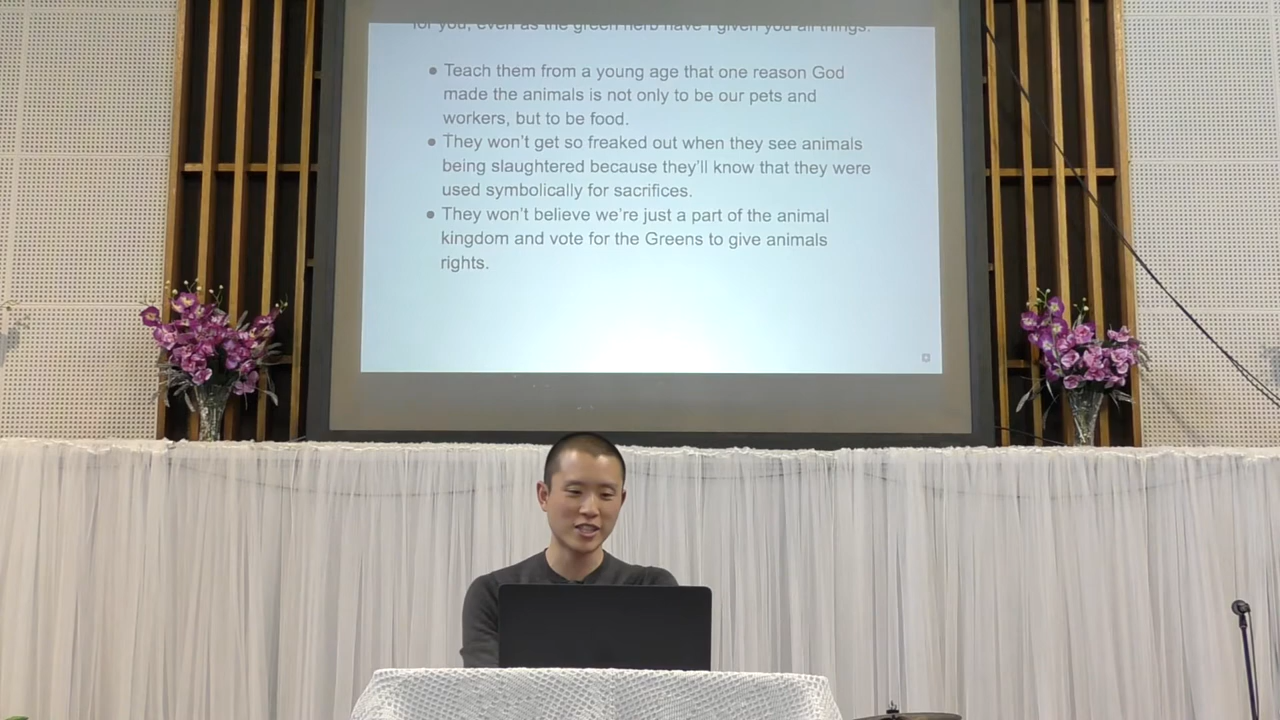 for you; even as the green herb have I given you all things.
● Teach them from a young age that one reason God
made the animals is not only to be our pets and
workers, but to be food.
● They won't get so freaked out when they see animals
being slaughtered because they'll know that they were
used symbolically for sacrifices.
● They won't believe we're just a part of the animal
kingdom and vote for the Greens to give animals
rights.